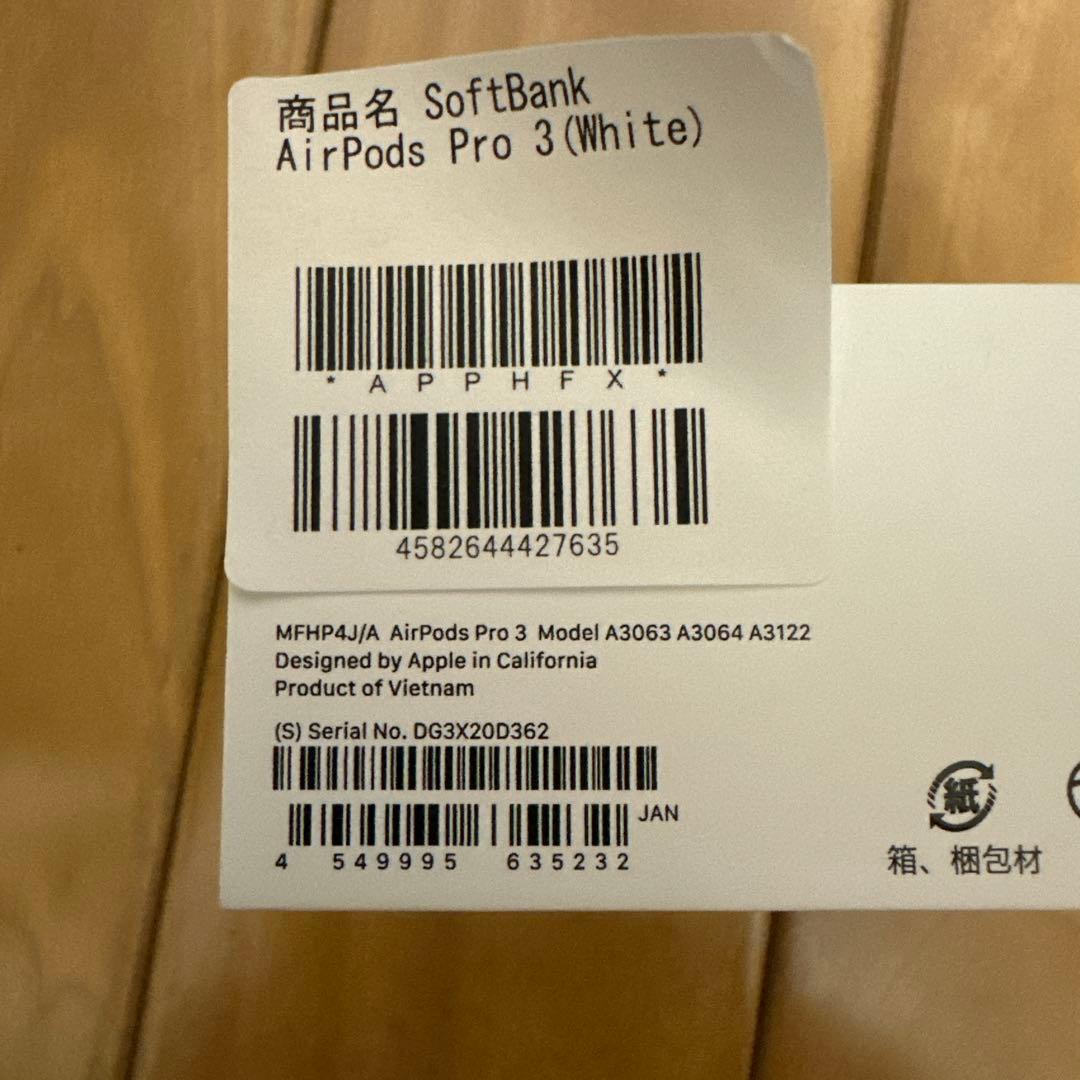 商品名 SoftBank
AirPods Pro 3(White)
*APPHFX*
4582644427635
MFHP4J/A AirPods Pro 3 Model A3063 A3064 A3122
Designed by Apple in California
Product of Vietnam
(S) Serial No. DG3X20D362
JAN
4 549995 635232
紙
箱、梱包材